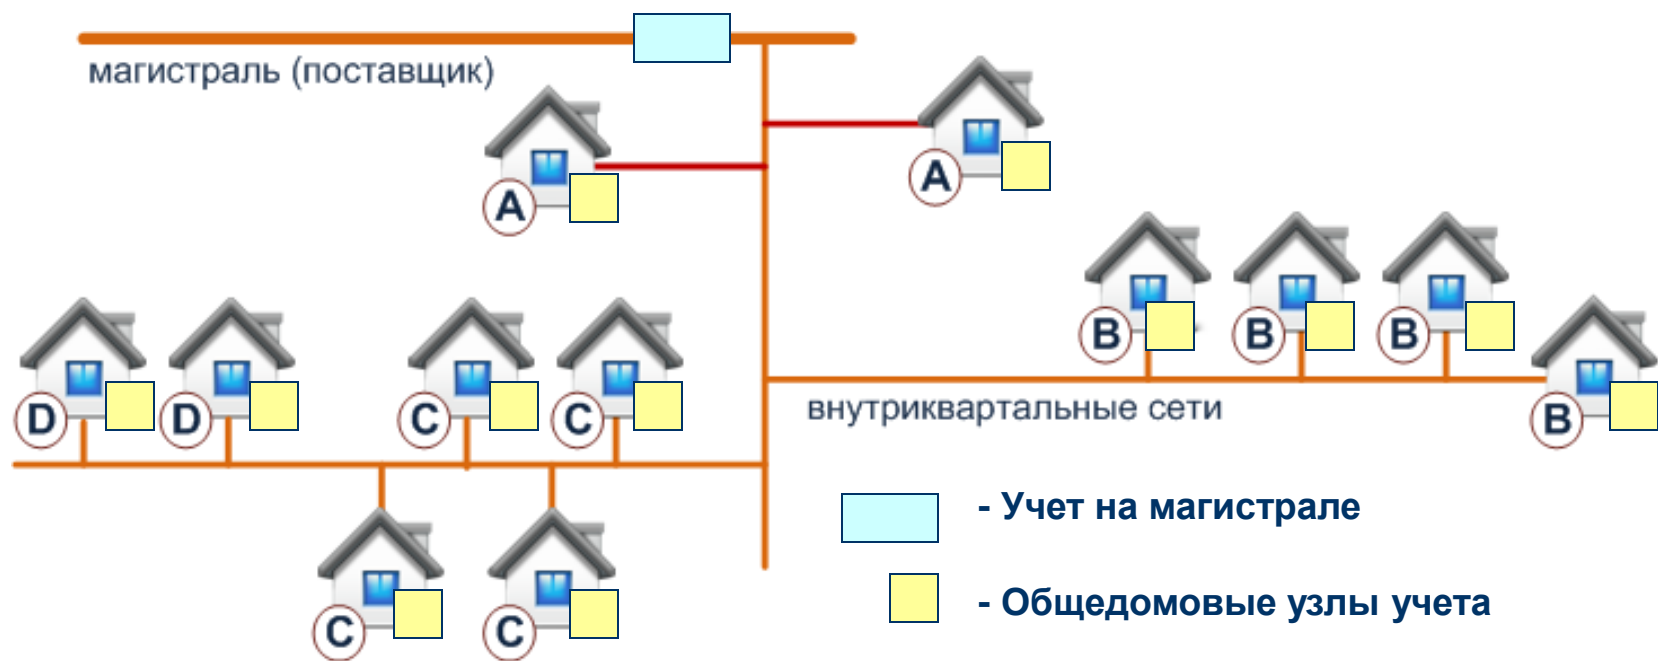 магистраль (поставщик)
A
A
B
B
B
B
D
D
C
C
внутриквартальные сети
C
C
- Учет на магистрале
- Общедомовые узлы учета